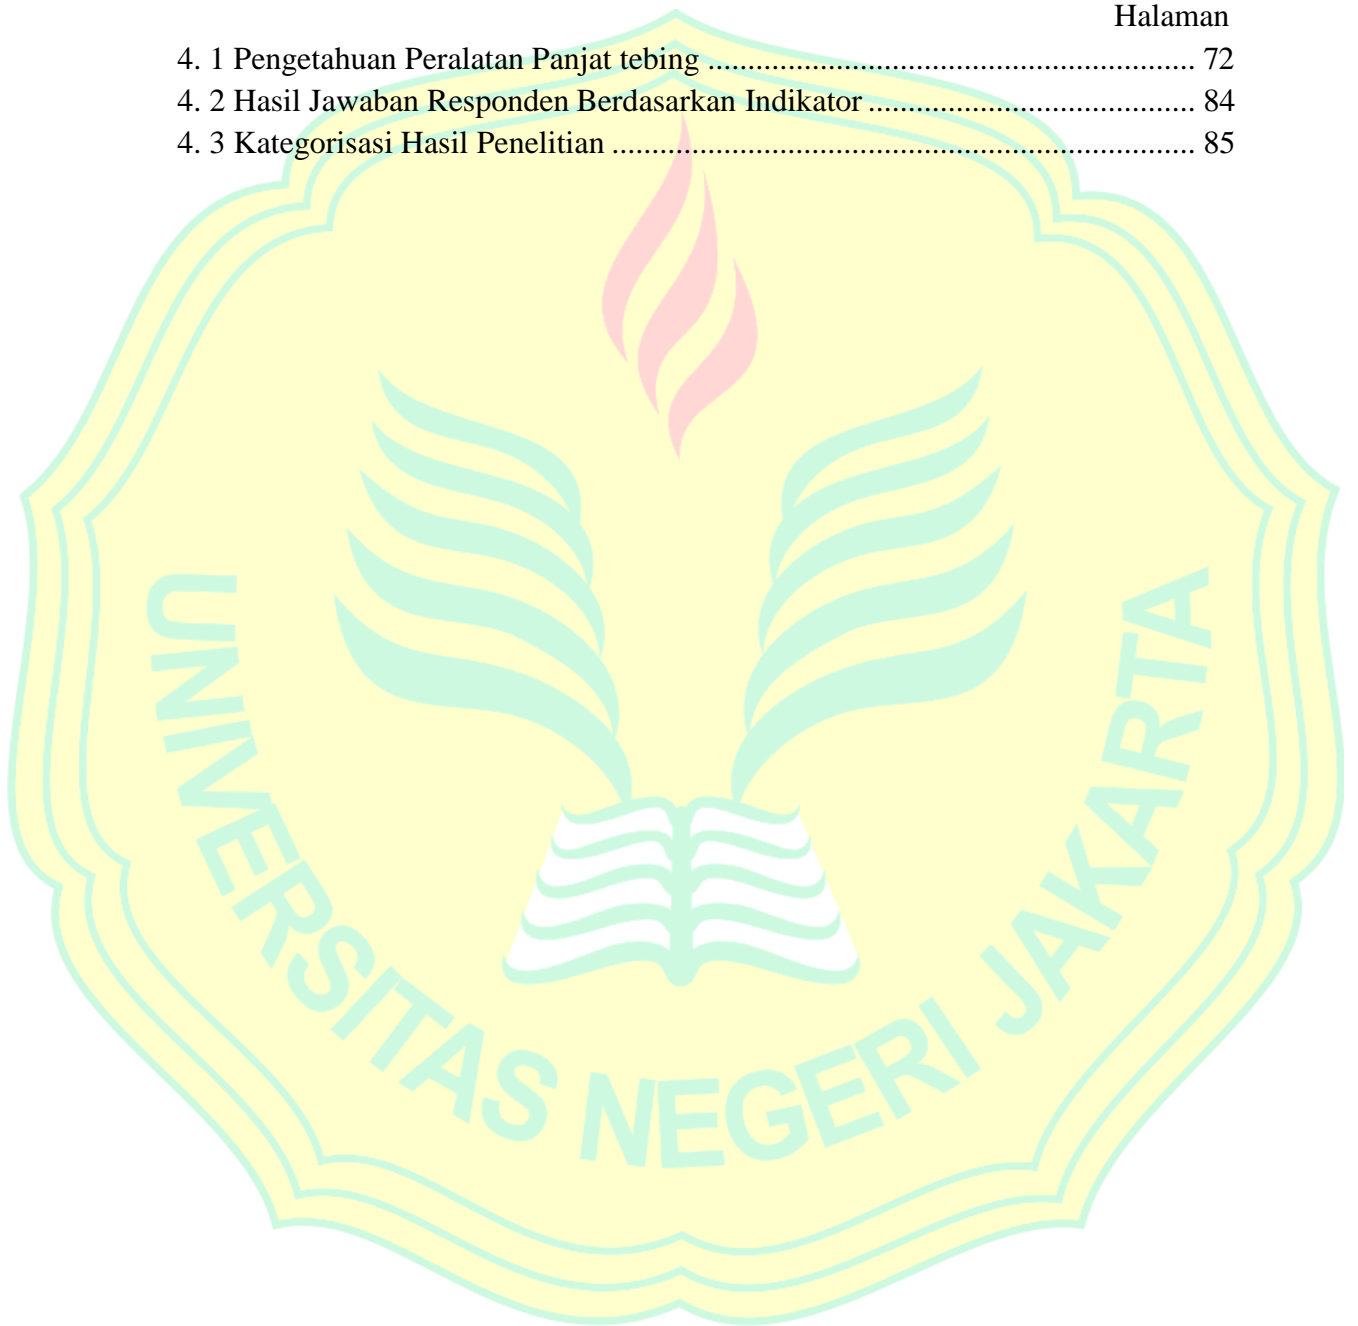 Halaman
4. 1 Pengetahuan Peralatan Panjat tebing ............................................................. 72
4. 2 Hasil Jawaban Responden Berdasarkan Indikator ......................................... 84
4. 3 Kategorisasi Hasil Penelitian ......................................................................... 85
UNIVERSITAS NEGERI JAKARTA